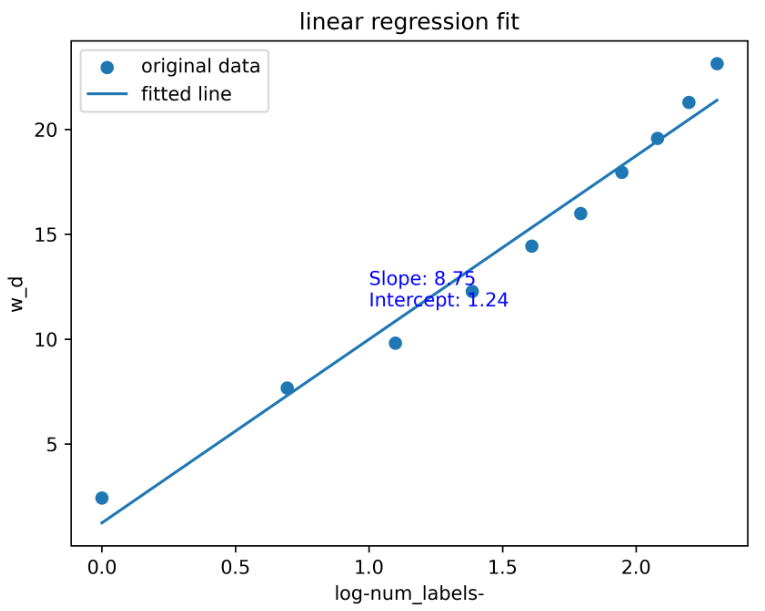 linear regression fit
original data
fitted line
20
15
10
5
w_d
Slope: 8.75
Intercept: 1.24
0.0 0.5 1.0 1.5 2.0
log-num_labels-